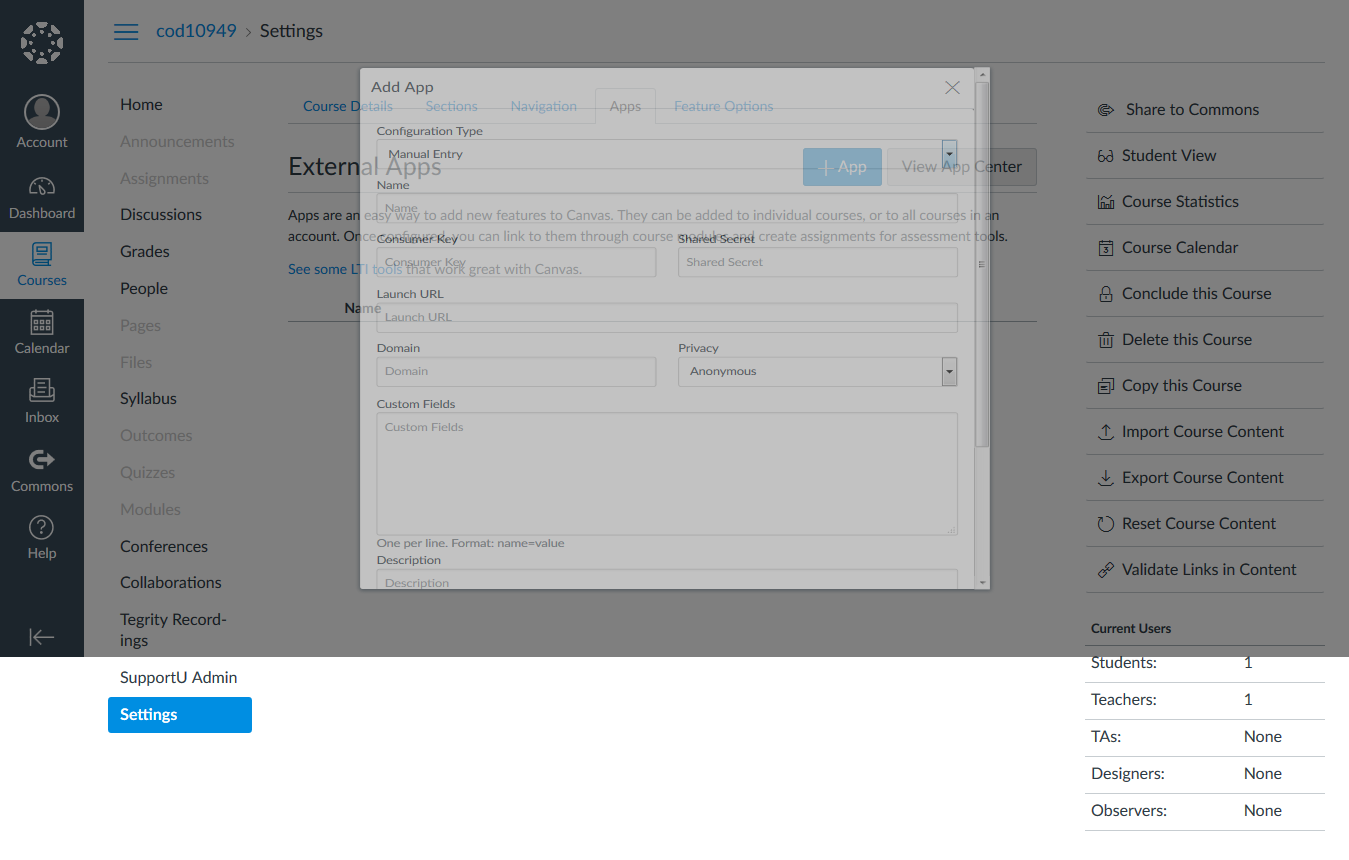 cod10949 > Settings
Account
Dashboard
Courses
Calendar
Inbox
Commons
Help
Home
Announcements
Assignments
Discussions
Grades
People
Pages
Files
Syllabus
Outcomes
Quizzes
Modules
Conferences
Collaborations
Tegrity Record-
ings
SupportU Admin
Settings
Course Details Sections Navigation Apps Feature Options
External Apps
+ App View App Center
Apps are an easy way to add new features to Canvas. They can be added to individual courses, or to all courses in an
account. Once configured, you can link to them through course modules and create assignments for assessment tools.
See some LTI tools that work great with Canvas.
Name
Add App
Configuration Type
Manual Entry
Name
Name
Consumer Key Shared Secret
Consumer Key Shared Secret
Launch URL
Launch URL
Domain Privacy
Domain Anonymous
Custom Fields
Custom Fields
One per line. Format: name=value
Description
Description
Share to Commons
Student View
Course Statistics
3 Course Calendar
Conclude this Course
Delete this Course
Copy this Course
Import Course Content
Export Course Content
Reset Course Content
Validate Links in Content
Current Users
Students: 1
Teachers: 1
TAs: None
Designers: None
Observers: None